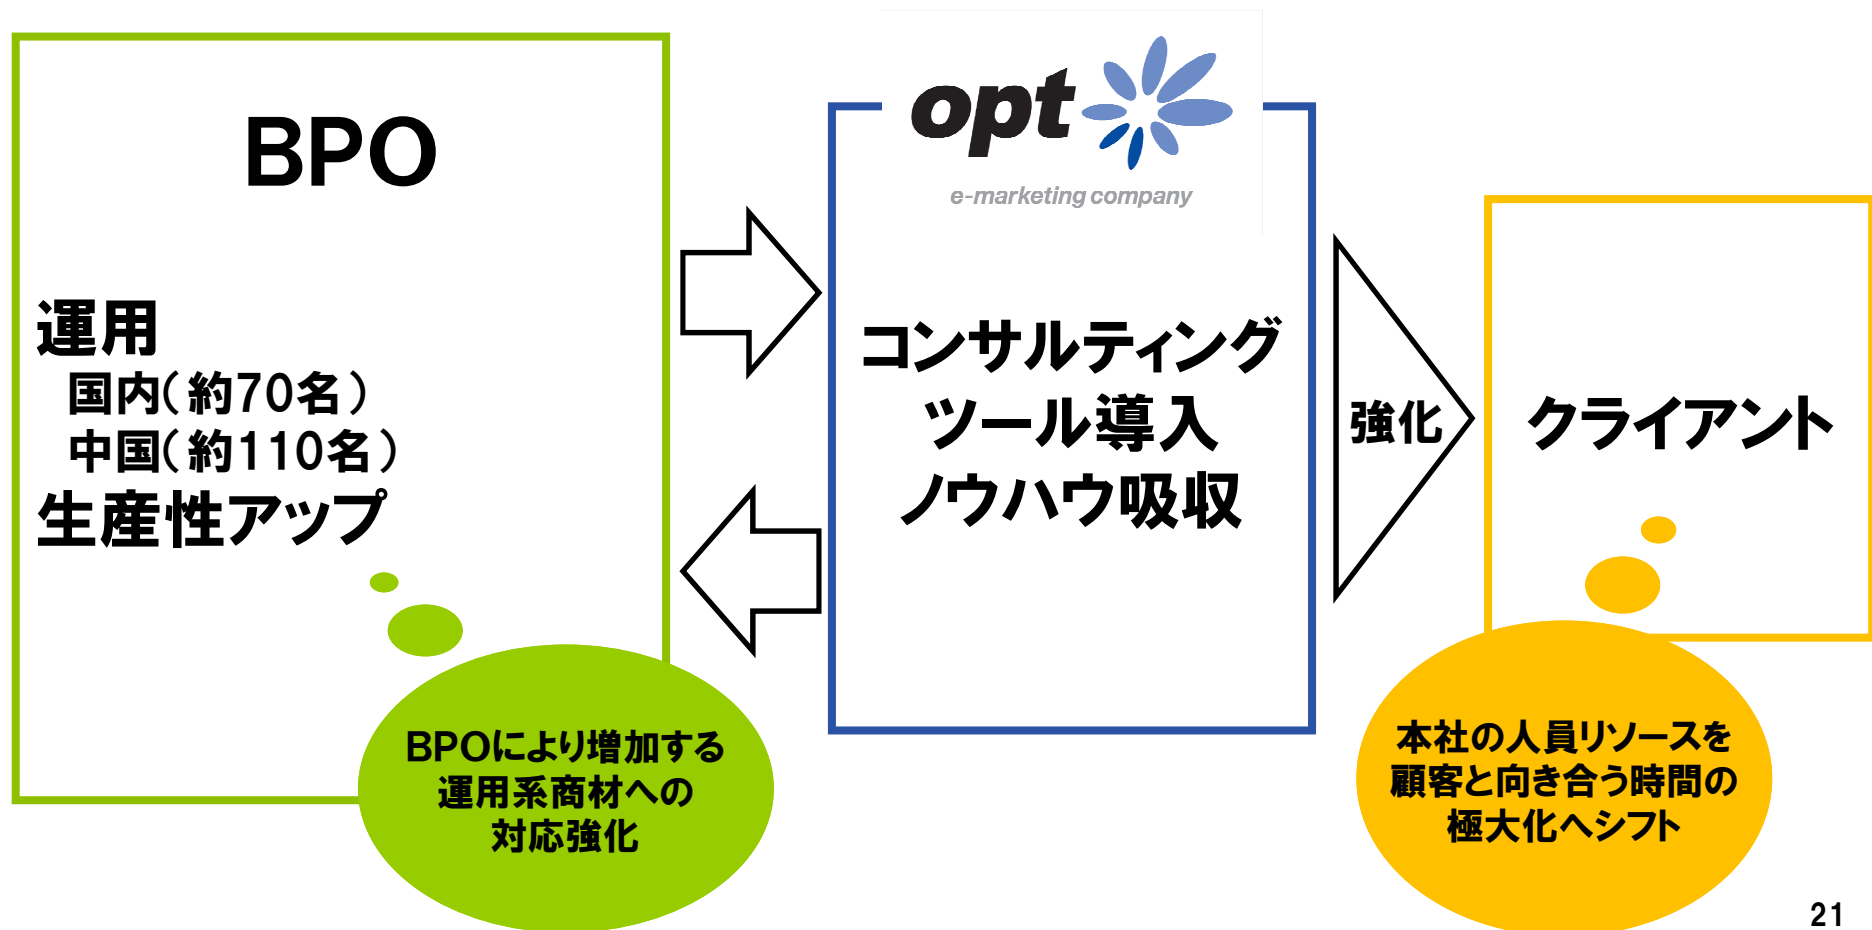 BPO
運用
国内(約70名)
中国(約110名)
生産性アップ
BPOにより増加する
運用系商材への
対応強化
opt
e-marketing company
コンサルティング
ツール導入
ノウハウ吸収
強化
クライアント
本社の人員リソースを
顧客と向き合う時間の
極大化へシフト
21